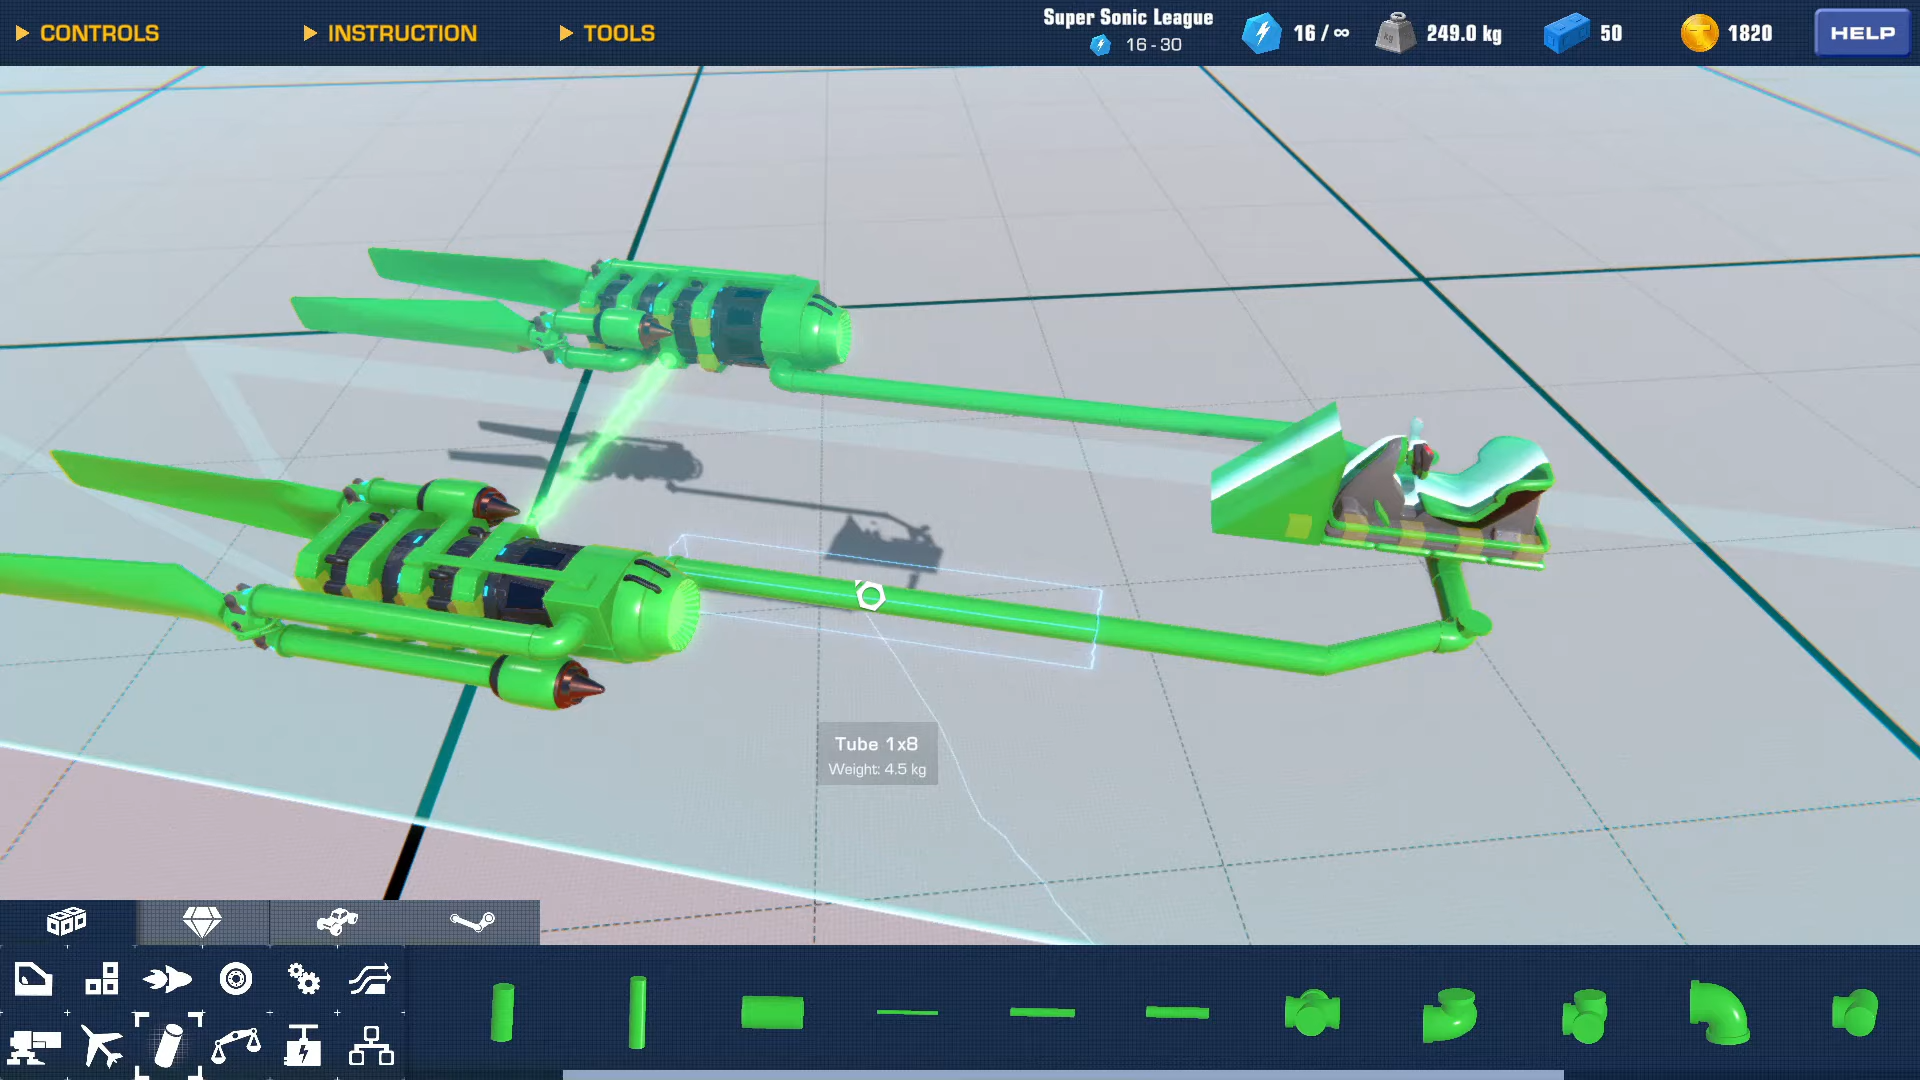 CONTROLS
INSTRUCTION
TOOLS
Super Sonic League
16 - 30
16 / ∞
249.0 kg
50
1820
HELP
Tube 1x8
Weight: 4.5 kg